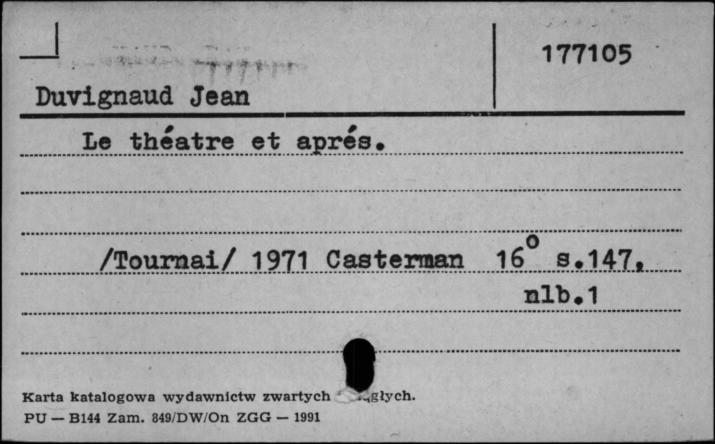 177105
Duvignaud Jean
Le théatre et aprés.
/Tournai/ 1971 Casterman 16° s.147,
nlb.1
Karta katalogowa wydawnictw zwartych
PU — B144 Zam. 849/DW/On ZGG — 1991